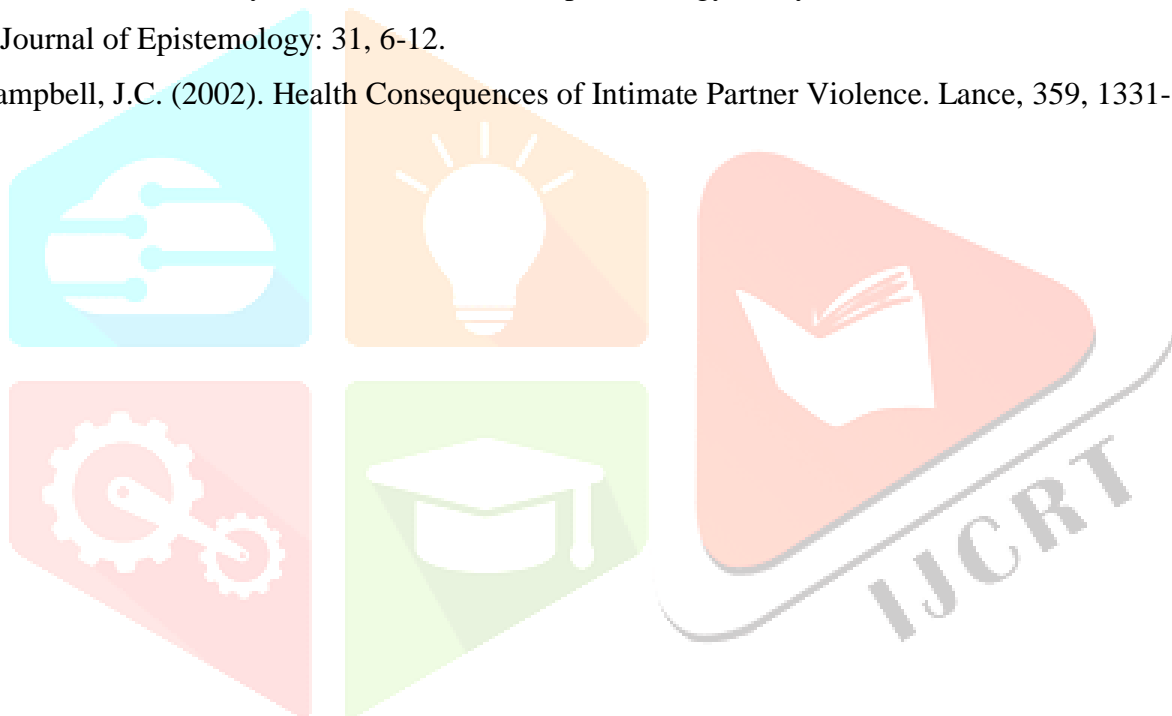 Journal of Epistemology: 31, 6-12.
ampbell, J.C. (2002). Health Consequences of Intimate Partner Violence. Lance, 359, 1331-
IJCRT